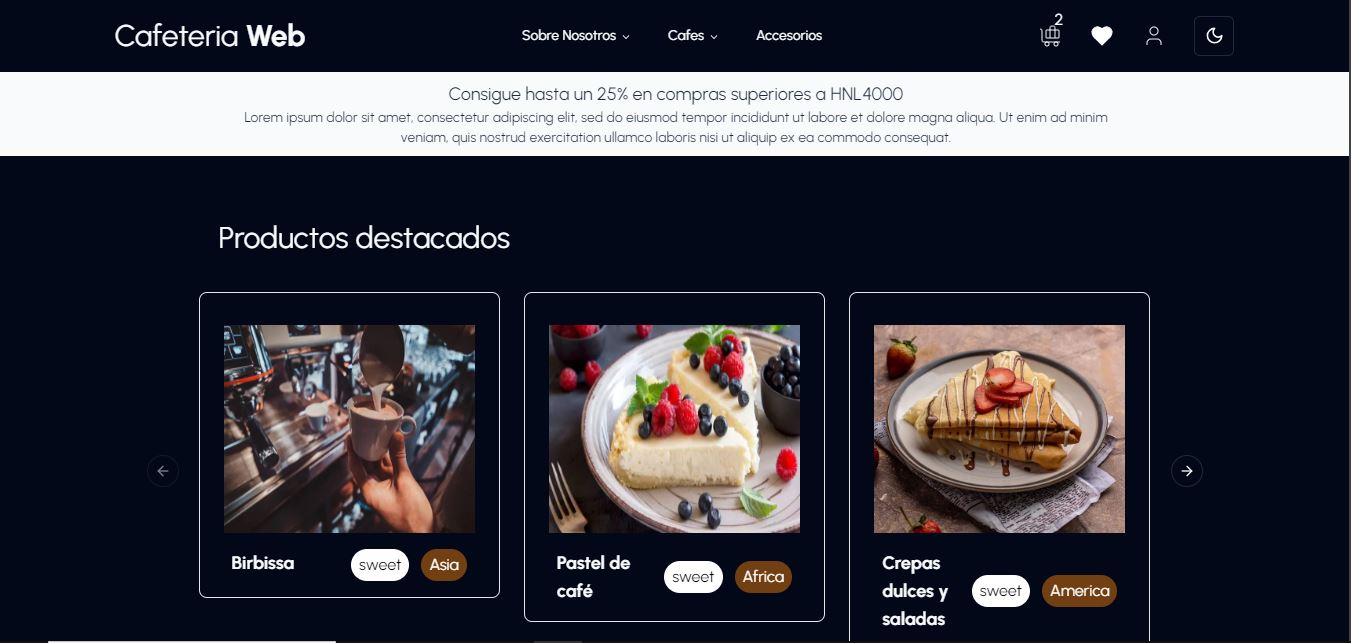 Cafeteria Web
Sobre Nosotros
Cafes
Accesorios
2
Consigue hasta un 25% en compras superiores a HNL4000
Lorem ipsum dolor sit amet, consectetur adipiscing elit, sed do eiusmod tempor incididunt ut labore et dolore magna aliqua. Ut enim ad minim
veniam, quis nostrud exercitation ullamco laboris nisi ut aliquip ex ea commodo consequat.
Productos destacados
Birbissa
sweet
Asia
Pastel de
café
sweet
Africa
Crepas
dulces y
saladas
sweet
America